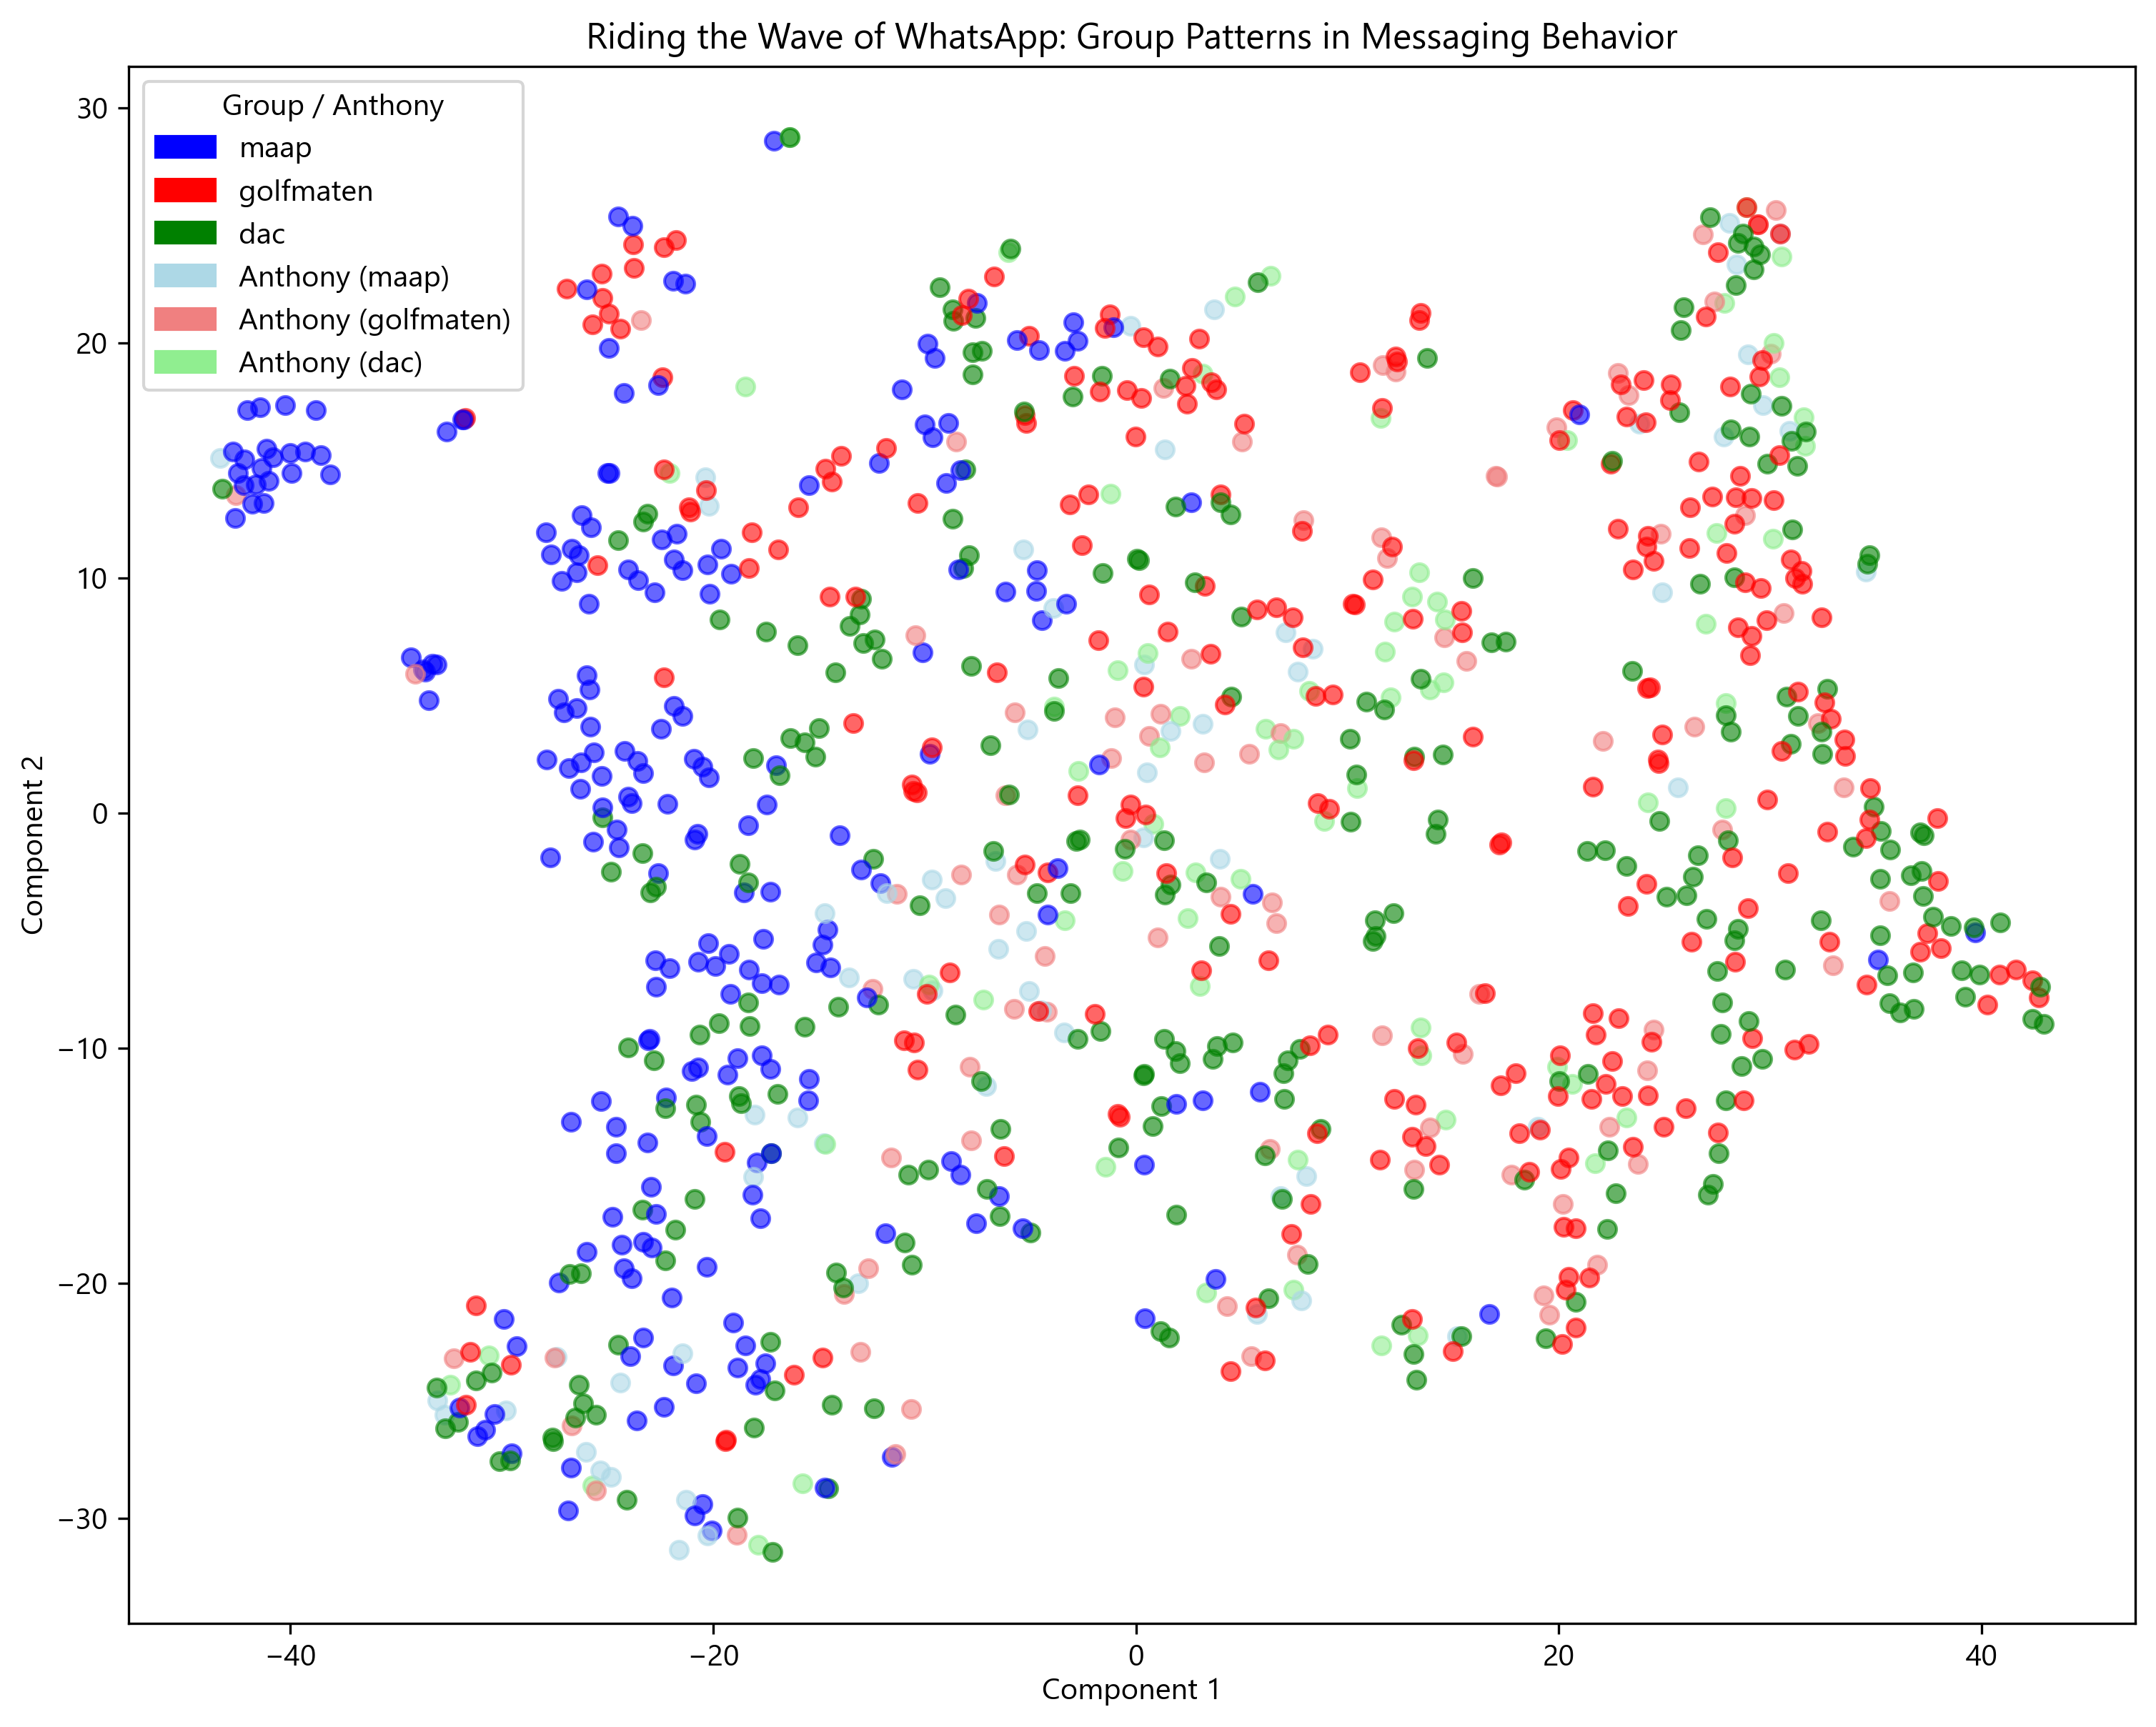 Riding the Wave of WhatsApp: Group Patterns in Messaging Behavior
Group / Anthony
maap
golfmaten
dac
Anthony (maap)
Anthony (golfmaten)
Anthony (dac)
30
20
10
0
−10
−20
−30
Component 2
−40
−20
0
20
40
Component 1